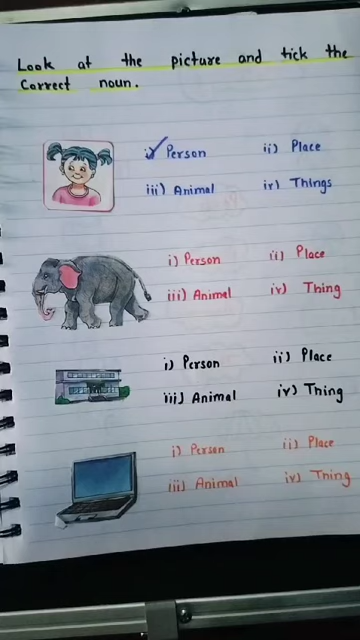 Look at the picture and tick the
Correct noun.
i) Person ii) Place
iii) Animal iv) Things
i) Person ii) Place
iii) Animal iv) Thing
i) Person ii) Place
iii) Animal iv) Thing
i) Person ii) Place
iii) Animal iv) Thing